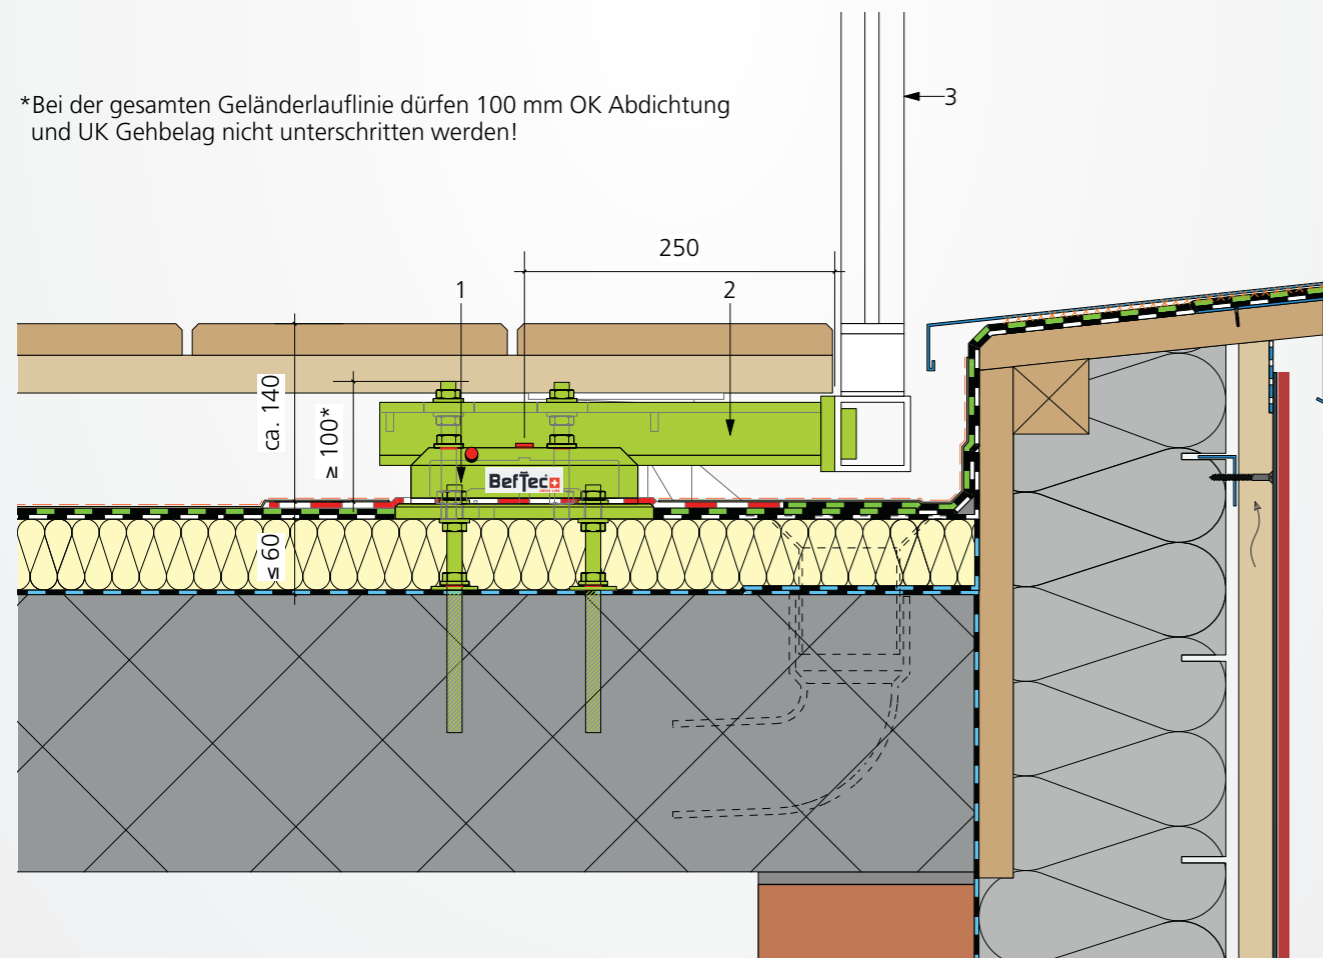 *Bei der gesamten Geländerlauflinie dürfen 100 mm OK Abdichtung
und UK Gehbelag nicht unterschritten werden!
3
250
1
2
ca. 140
≥ 100*
BefTec
≤ 60